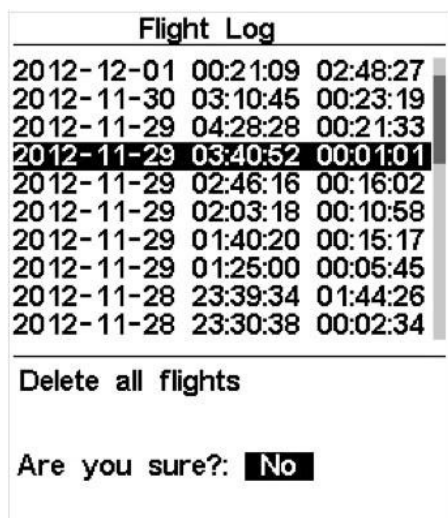 Flight Log
2012-12-01 00:21:09 02:48:27
2012-11-30 03:10:45 00:23:19
2012-11-29 04:28:28 00:21:33
2012-11-29 03:40:52 00:01:01
2012-11-29 02:46:16 00:16:02
2012-11-29 02:03:18 00:10:58
2012-11-29 01:40:20 00:15:17
2012-11-29 01:25:00 00:05:45
2012-11-28 23:39:34 01:44:26
2012-11-28 23:30:38 00:02:34
Delete all flights
Are you sure?: No